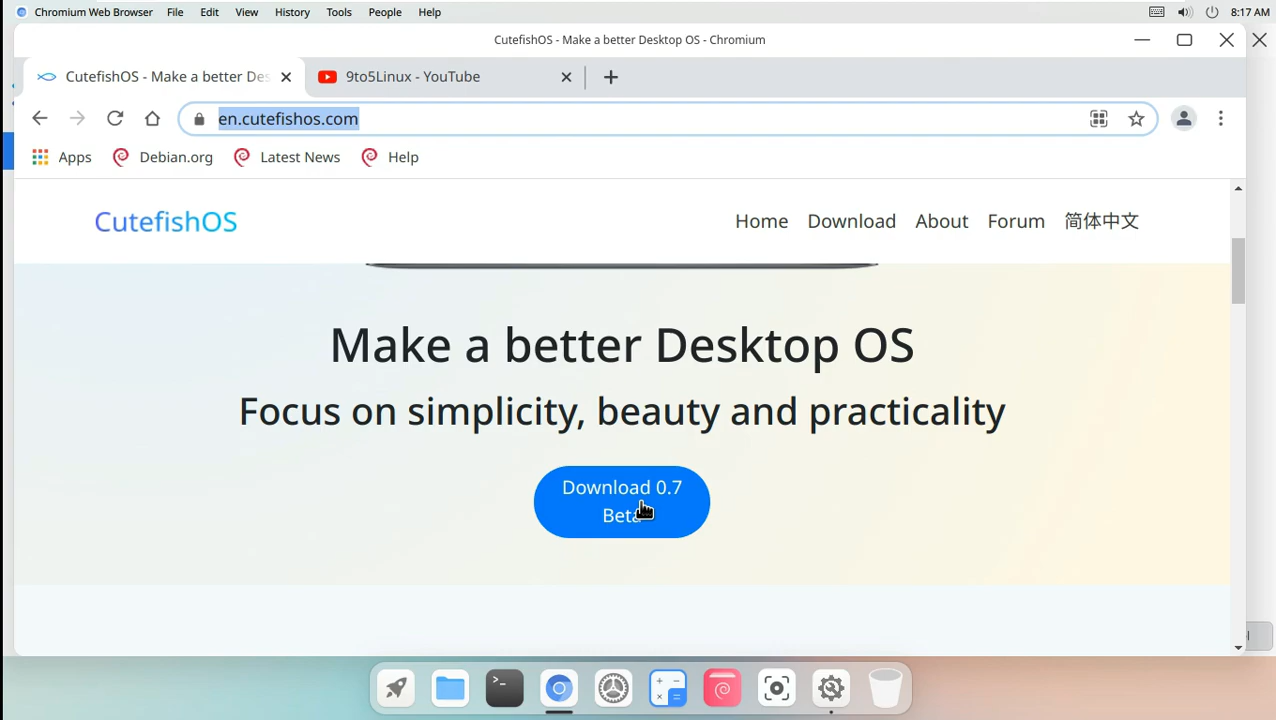 Chromium Web Browser File Edit View History Tools People Help 8:17 AM
CutefishOS - Make a better Desktop OS - Chromium
CutefishOS - Make a better Des 9to5Linux - YouTube
en.cutefishos.com
Apps Debian.org Latest News Help
CutefishOS Home Download About Forum 简体中文
Make a better Desktop OS
Focus on simplicity, beauty and practicality
Download 0.7
Beta